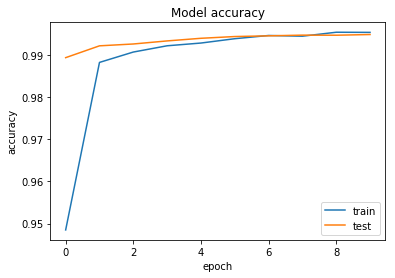 Model accuracy
0.99
0.98
0.97
0.96
0.95
accuracy
0 2 4 6 8
epoch
train
test